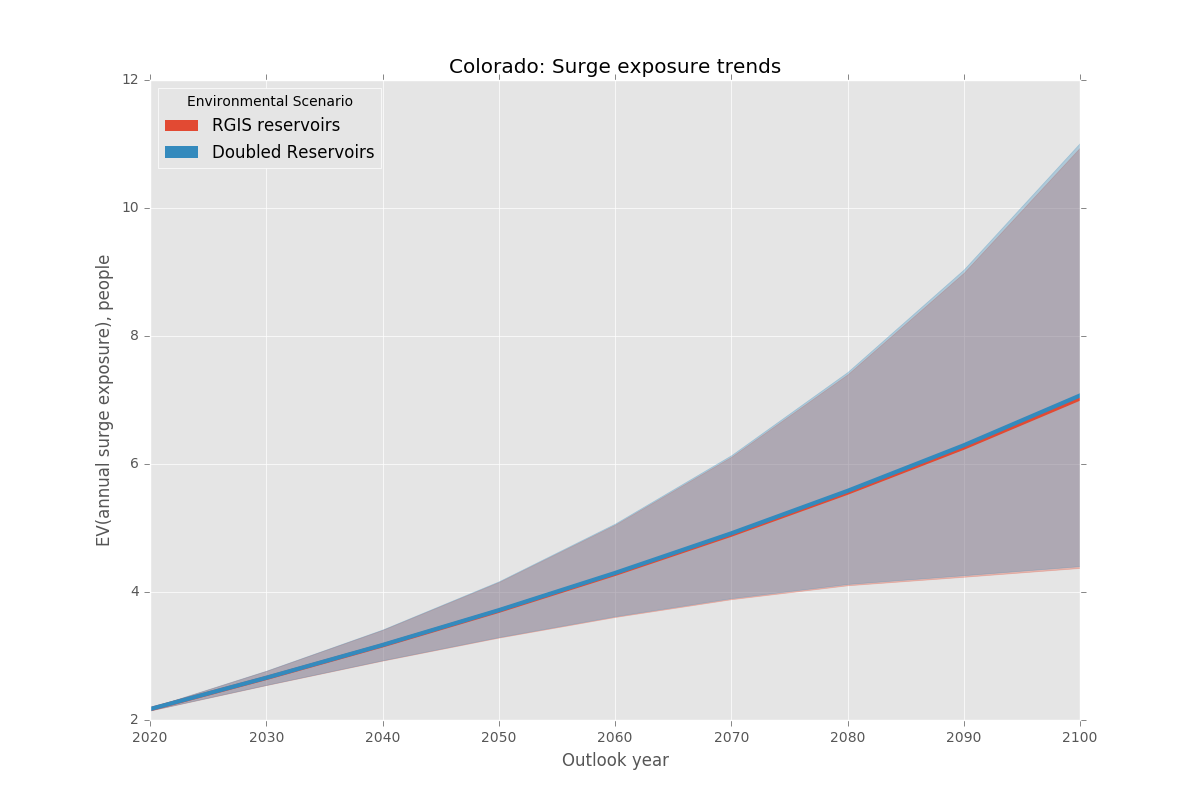 Colorado: Surge exposure trends
12
10
8
6
4
2
EV(annual surge exposure), people
Environmental Scenario
RGIS reservoirs
Doubled Reservoirs
2020 2030 2040 2050 2060 2070 2080 2090 2100
Outlook year